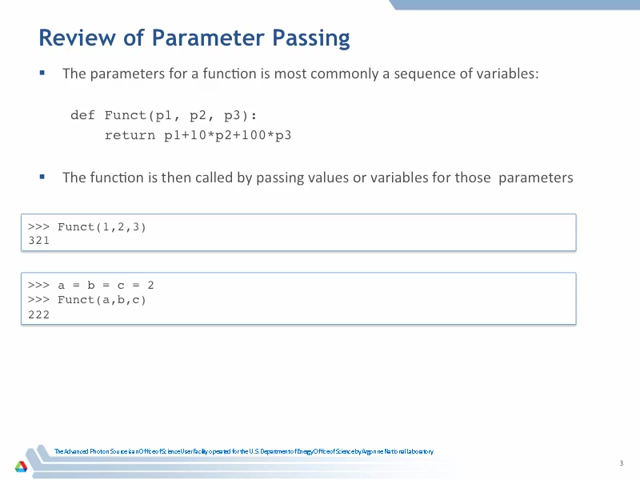 Review of Parameter Passing
▪ The parameters for a function is most commonly a sequence of variables:
def Funct(p1, p2, p3):
    return p1+10*p2+100*p3
▪ The function is then called by passing values or variables for those parameters
>>> Funct(1,2,3)
321
>>> a = b = c = 2
>>> Funct(a,b,c)
222
The Advanced Photon Source is an Office of Science User Facility operated for the U.S. Department of Energy Office of Science by Argonne National Laboratory
3